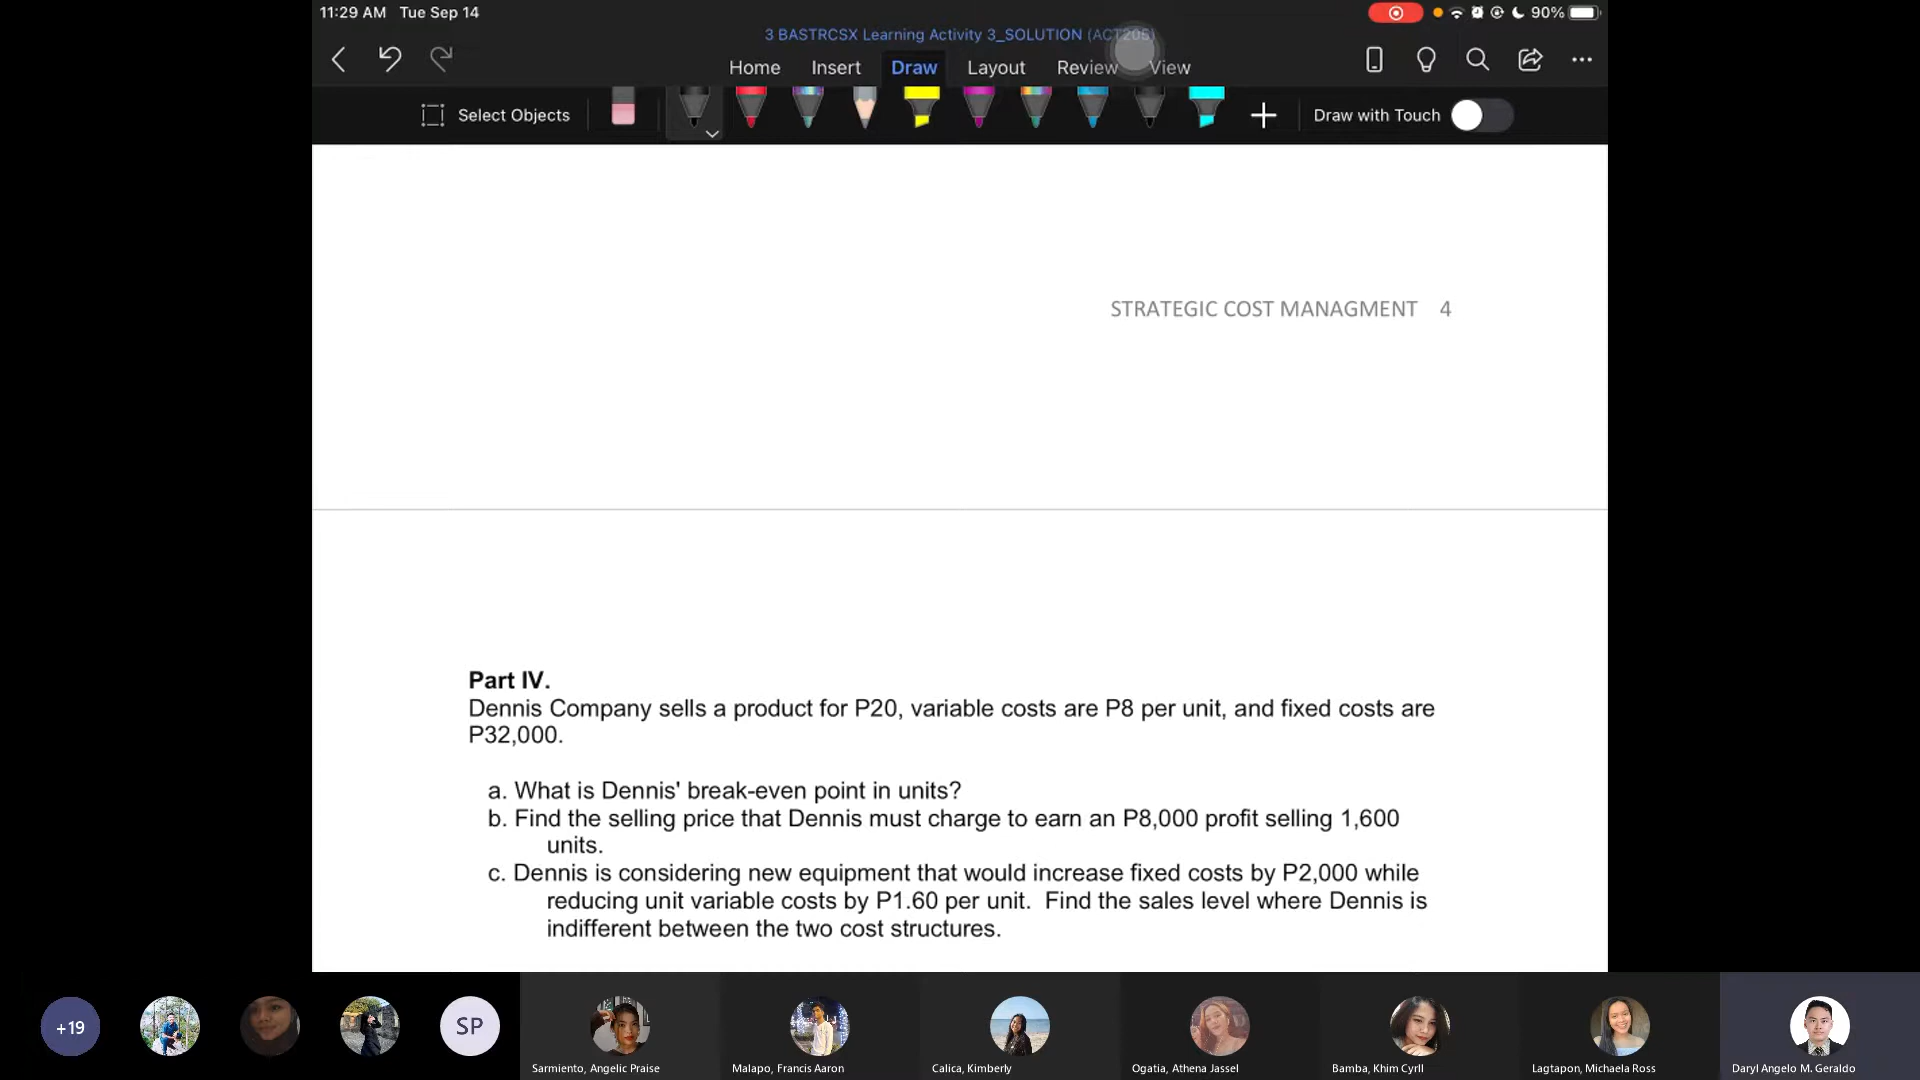 11:29 AM Tue Sep 14
90%
3 BASTRCSX Learning Activity 3_SOLUTION (ACT205)
Home Insert Draw Layout Review View
Select Objects
Draw with Touch
STRATEGIC COST MANAGMENT 4
Part IV.
Dennis Company sells a product for P20, variable costs are P8 per unit, and fixed costs are
P32,000.
a. What is Dennis' break-even point in units?
b. Find the selling price that Dennis must charge to earn an P8,000 profit selling 1,600
units.
c. Dennis is considering new equipment that would increase fixed costs by P2,000 while
reducing unit variable costs by P1.60 per unit. Find the sales level where Dennis is
indifferent between the two cost structures.
+19
SP
Sarmiento, Angelic Praise
Malapo, Francis Aaron
Calica, Kimberly
Ogatia, Athena Jassel
Bamba, Khim Cyrll
Lagtapon, Michaela Ross
Daryl Angelo M. Geraldo